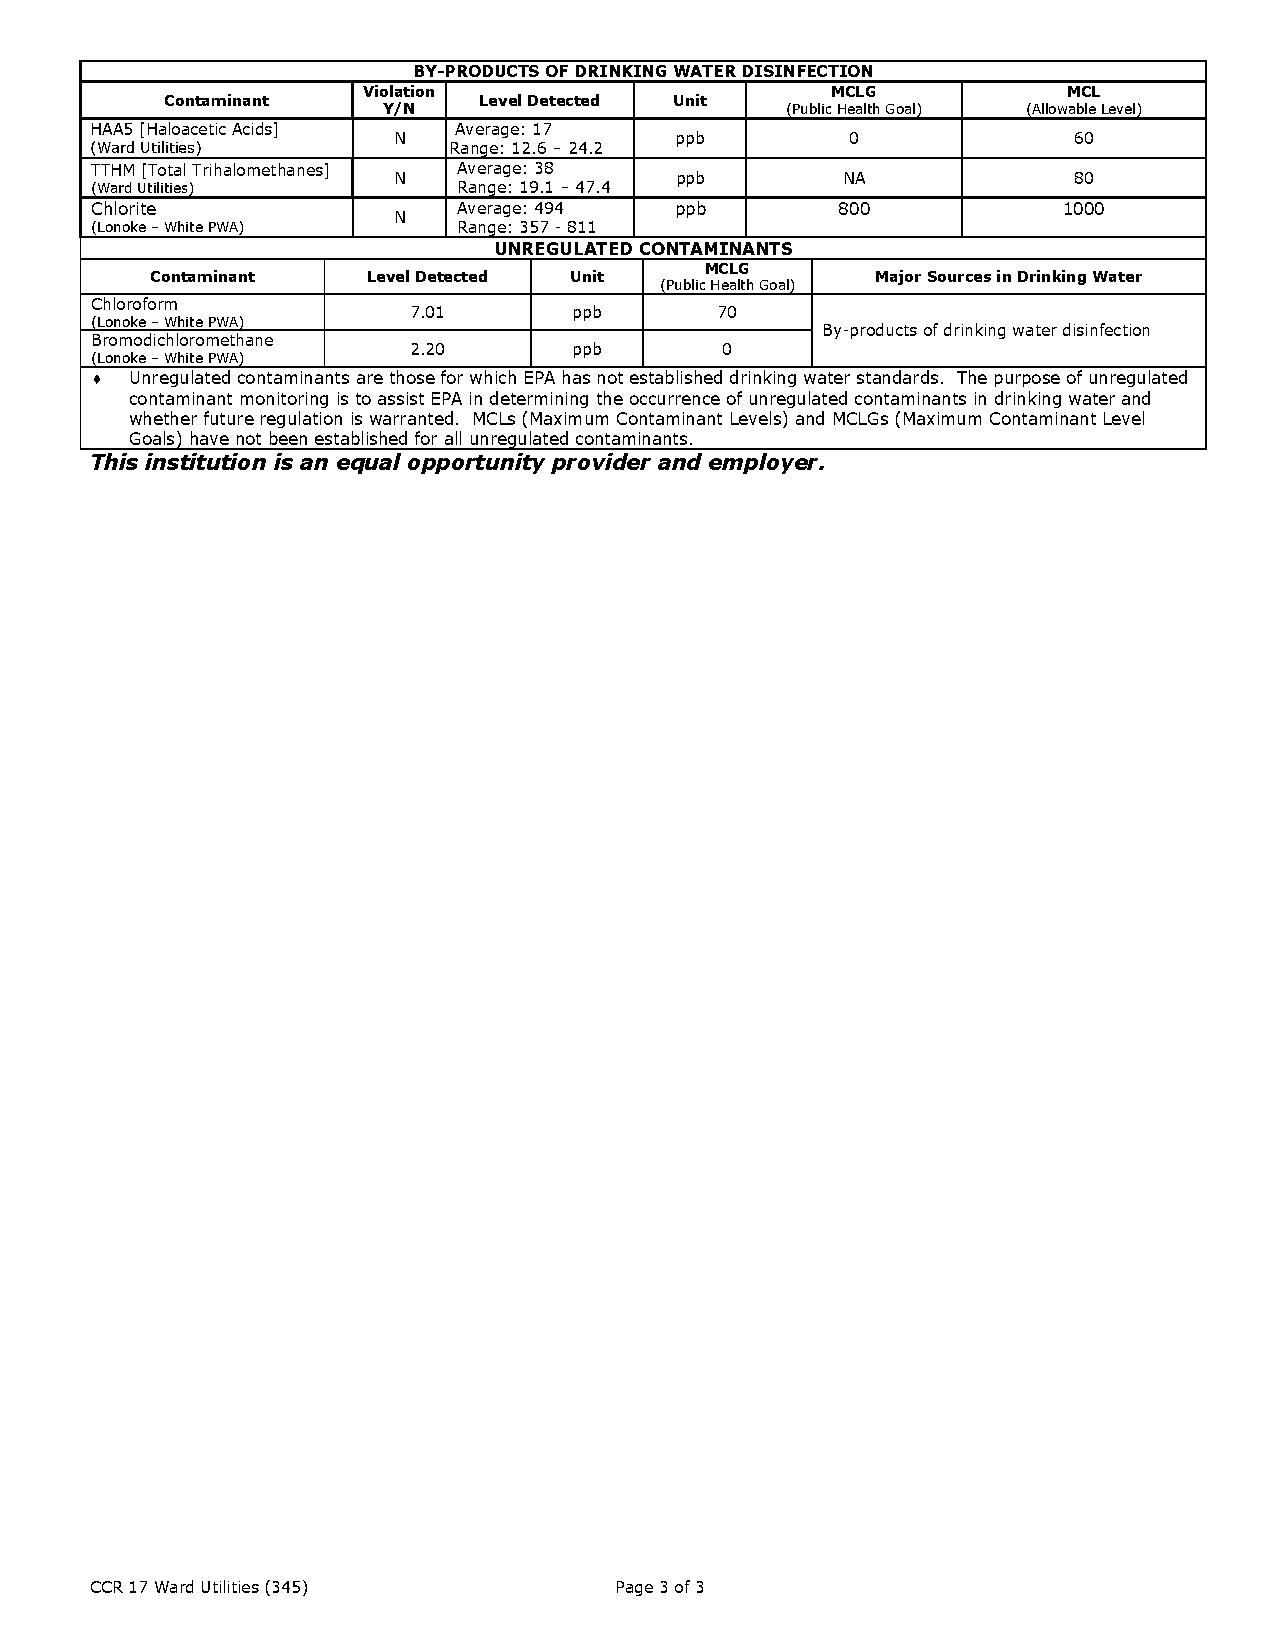 BY-PRODUCTS OF DRINKING WATER DISINFECTION
Contaminant Violation Y/N Level Detected Unit MCLG (Public Health Goal) MCL (Allowable Level)
HAA5 [Haloacetic Acids] (Ward Utilities) N Average: 17 Range: 12.6 – 24.2 ppb 0 60
TTHM [Total Trihalomethanes] (Ward Utilities) N Average: 38 Range: 19.1 – 47.4 ppb NA 80
Chlorite (Lonoke – White PWA) N Average: 494 Range: 357 - 811 ppb 800 1000
UNREGULATED CONTAMINANTS
Contaminant Level Detected Unit MCLG (Public Health Goal) Major Sources in Drinking Water
Chloroform (Lonoke – White PWA) 7.01 ppb 70 By-products of drinking water disinfection
Bromodichloromethane (Lonoke – White PWA) 2.20 ppb 0
♦ Unregulated contaminants are those for which EPA has not established drinking water standards. The purpose of unregulated
contaminant monitoring is to assist EPA in determining the occurrence of unregulated contaminants in drinking water and
whether future regulation is warranted. MCLs (Maximum Contaminant Levels) and MCLGs (Maximum Contaminant Level
Goals) have not been established for all unregulated contaminants.
This institution is an equal opportunity provider and employer.
CCR 17 Ward Utilities (345) Page 3 of 3